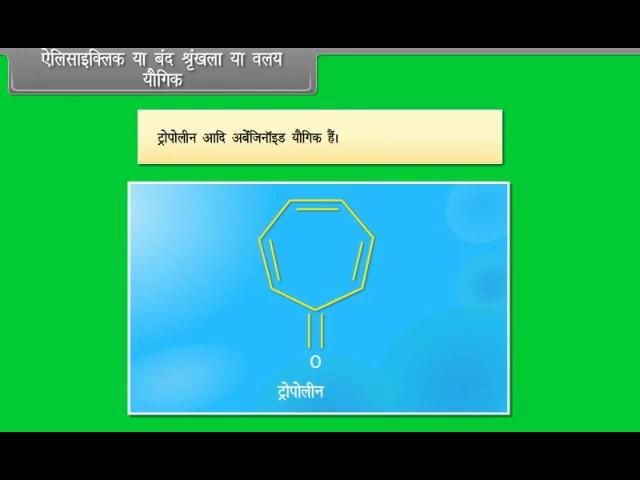 ऐलिसाइक्लिक या बंद श्रृंखला या वलय
यौगिक
ट्रोपोलीन आदि अबेंजिनॉइड यौगिक हैं।
O
ट्रोपोलीन